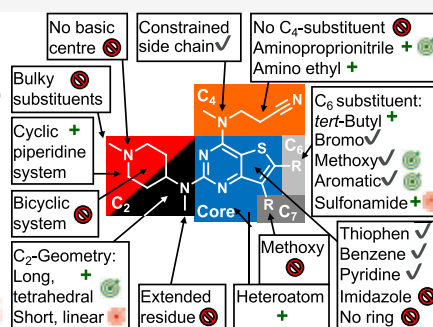 No basic
centre
Constrained
side chain
No C4-substituent
Aminoproprionitrile +
Amino ethyl +
Bulky
substituents
Cyclic +
piperidine
system
Bicyclic
system
C2-Geometry:
Long, +
tetrahedral
Short, linear
Extended
residue
Heteroatom
+
Methoxy
C6 substituent:
tert-Butyl +
Bromo
Methoxy
Aromatic
Sulfonamide +
Thiophen
Benzene
Pyridine
Imidazole
No ring
C4
N
N
N
S
C6
R
N
N
N
C2
Core
R
C7